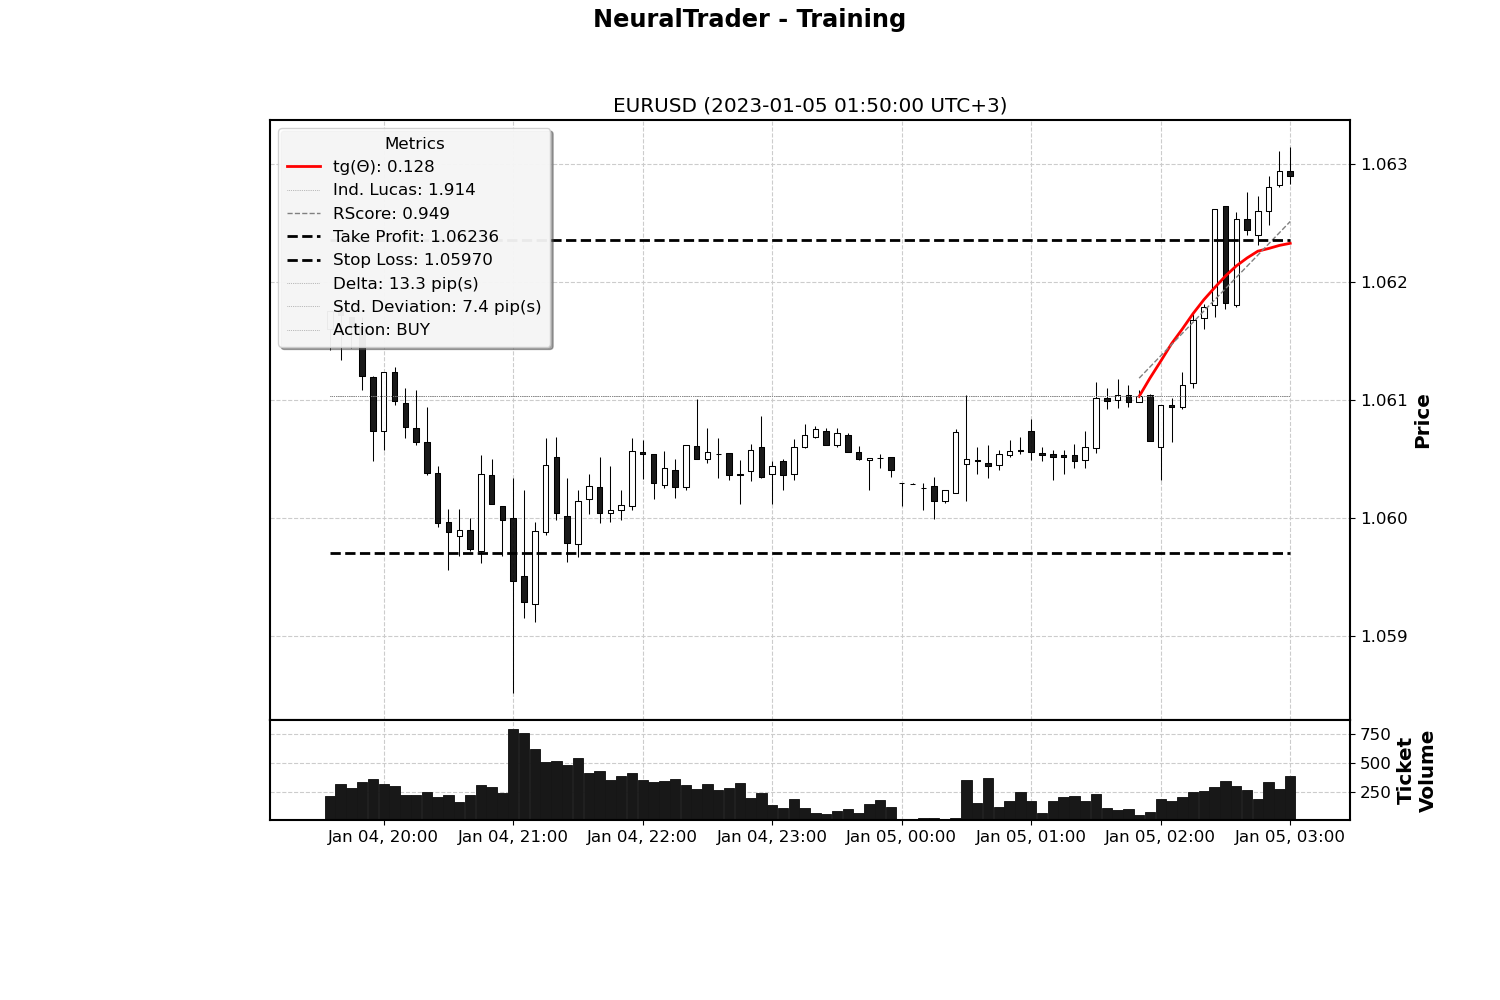 NeuralTrader - Training
EURUSD (2023-01-05 01:50:00 UTC+3)
Metrics
tg(Θ): 0.128
Ind. Lucas: 1.914
RScore: 0.949
Take Profit: 1.06236
Stop Loss: 1.05970
Delta: 13.3 pip(s)
Std. Deviation: 7.4 pip(s)
Action: BUY
1.063
1.062
1.061
1.060
1.059
Price
750
500
250
Ticket
Volume
Jan 04, 20:00 Jan 04, 21:00 Jan 04, 22:00 Jan 04, 23:00 Jan 05, 00:00 Jan 05, 01:00 Jan 05, 02:00 Jan 05, 03:00